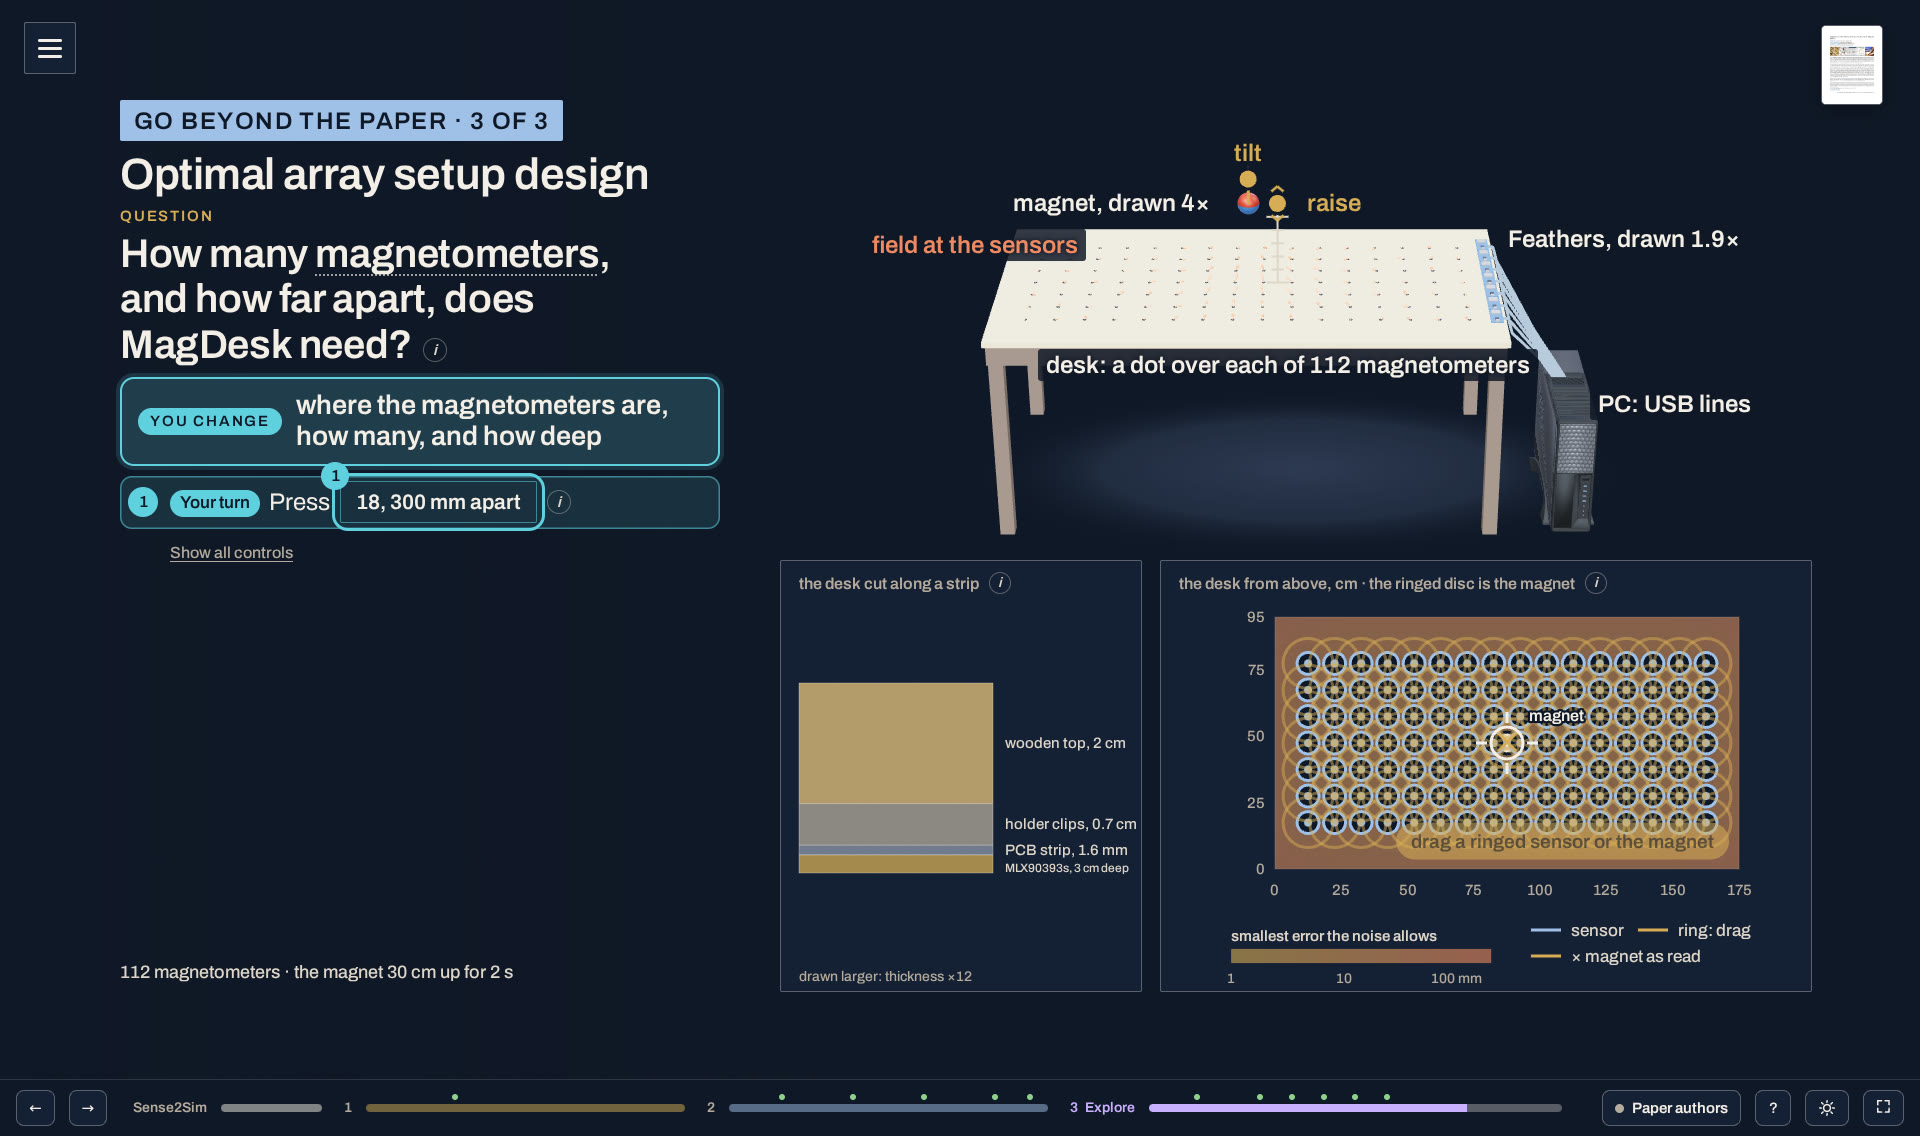 GO BEYOND THE PAPER · 3 OF 3
Optimal array setup design
QUESTION
How many magnetometers,
and how far apart, does
MagDesk need? i
YOU CHANGE
where the magnetometers are,
how many, and how deep
1
1 Your turn Press 18, 300 mm apart i
Show all controls
112 magnetometers · the magnet 30 cm up for 2 s
tilt
magnet, drawn 4×
raise
field at the sensors
Feathers, drawn 1.9×
desk: a dot over each of 112 magnetometers
PC: USB lines
the desk cut along a strip i
wooden top, 2 cm
holder clips, 0.7 cm
PCB strip, 1.6 mm
MLX90393s, 3 cm deep
drawn larger: thickness ×12
the desk from above, cm · the ringed disc is the magnet i
95
75
50
25
0
magnet
drag a ringed sensor or the magnet
0 25 50 75 100 125 150 175
smallest error the noise allows
1 10 100 mm
sensor ring: drag
× magnet as read
← → Sense2Sim 1 2 3 Explore Paper authors ?